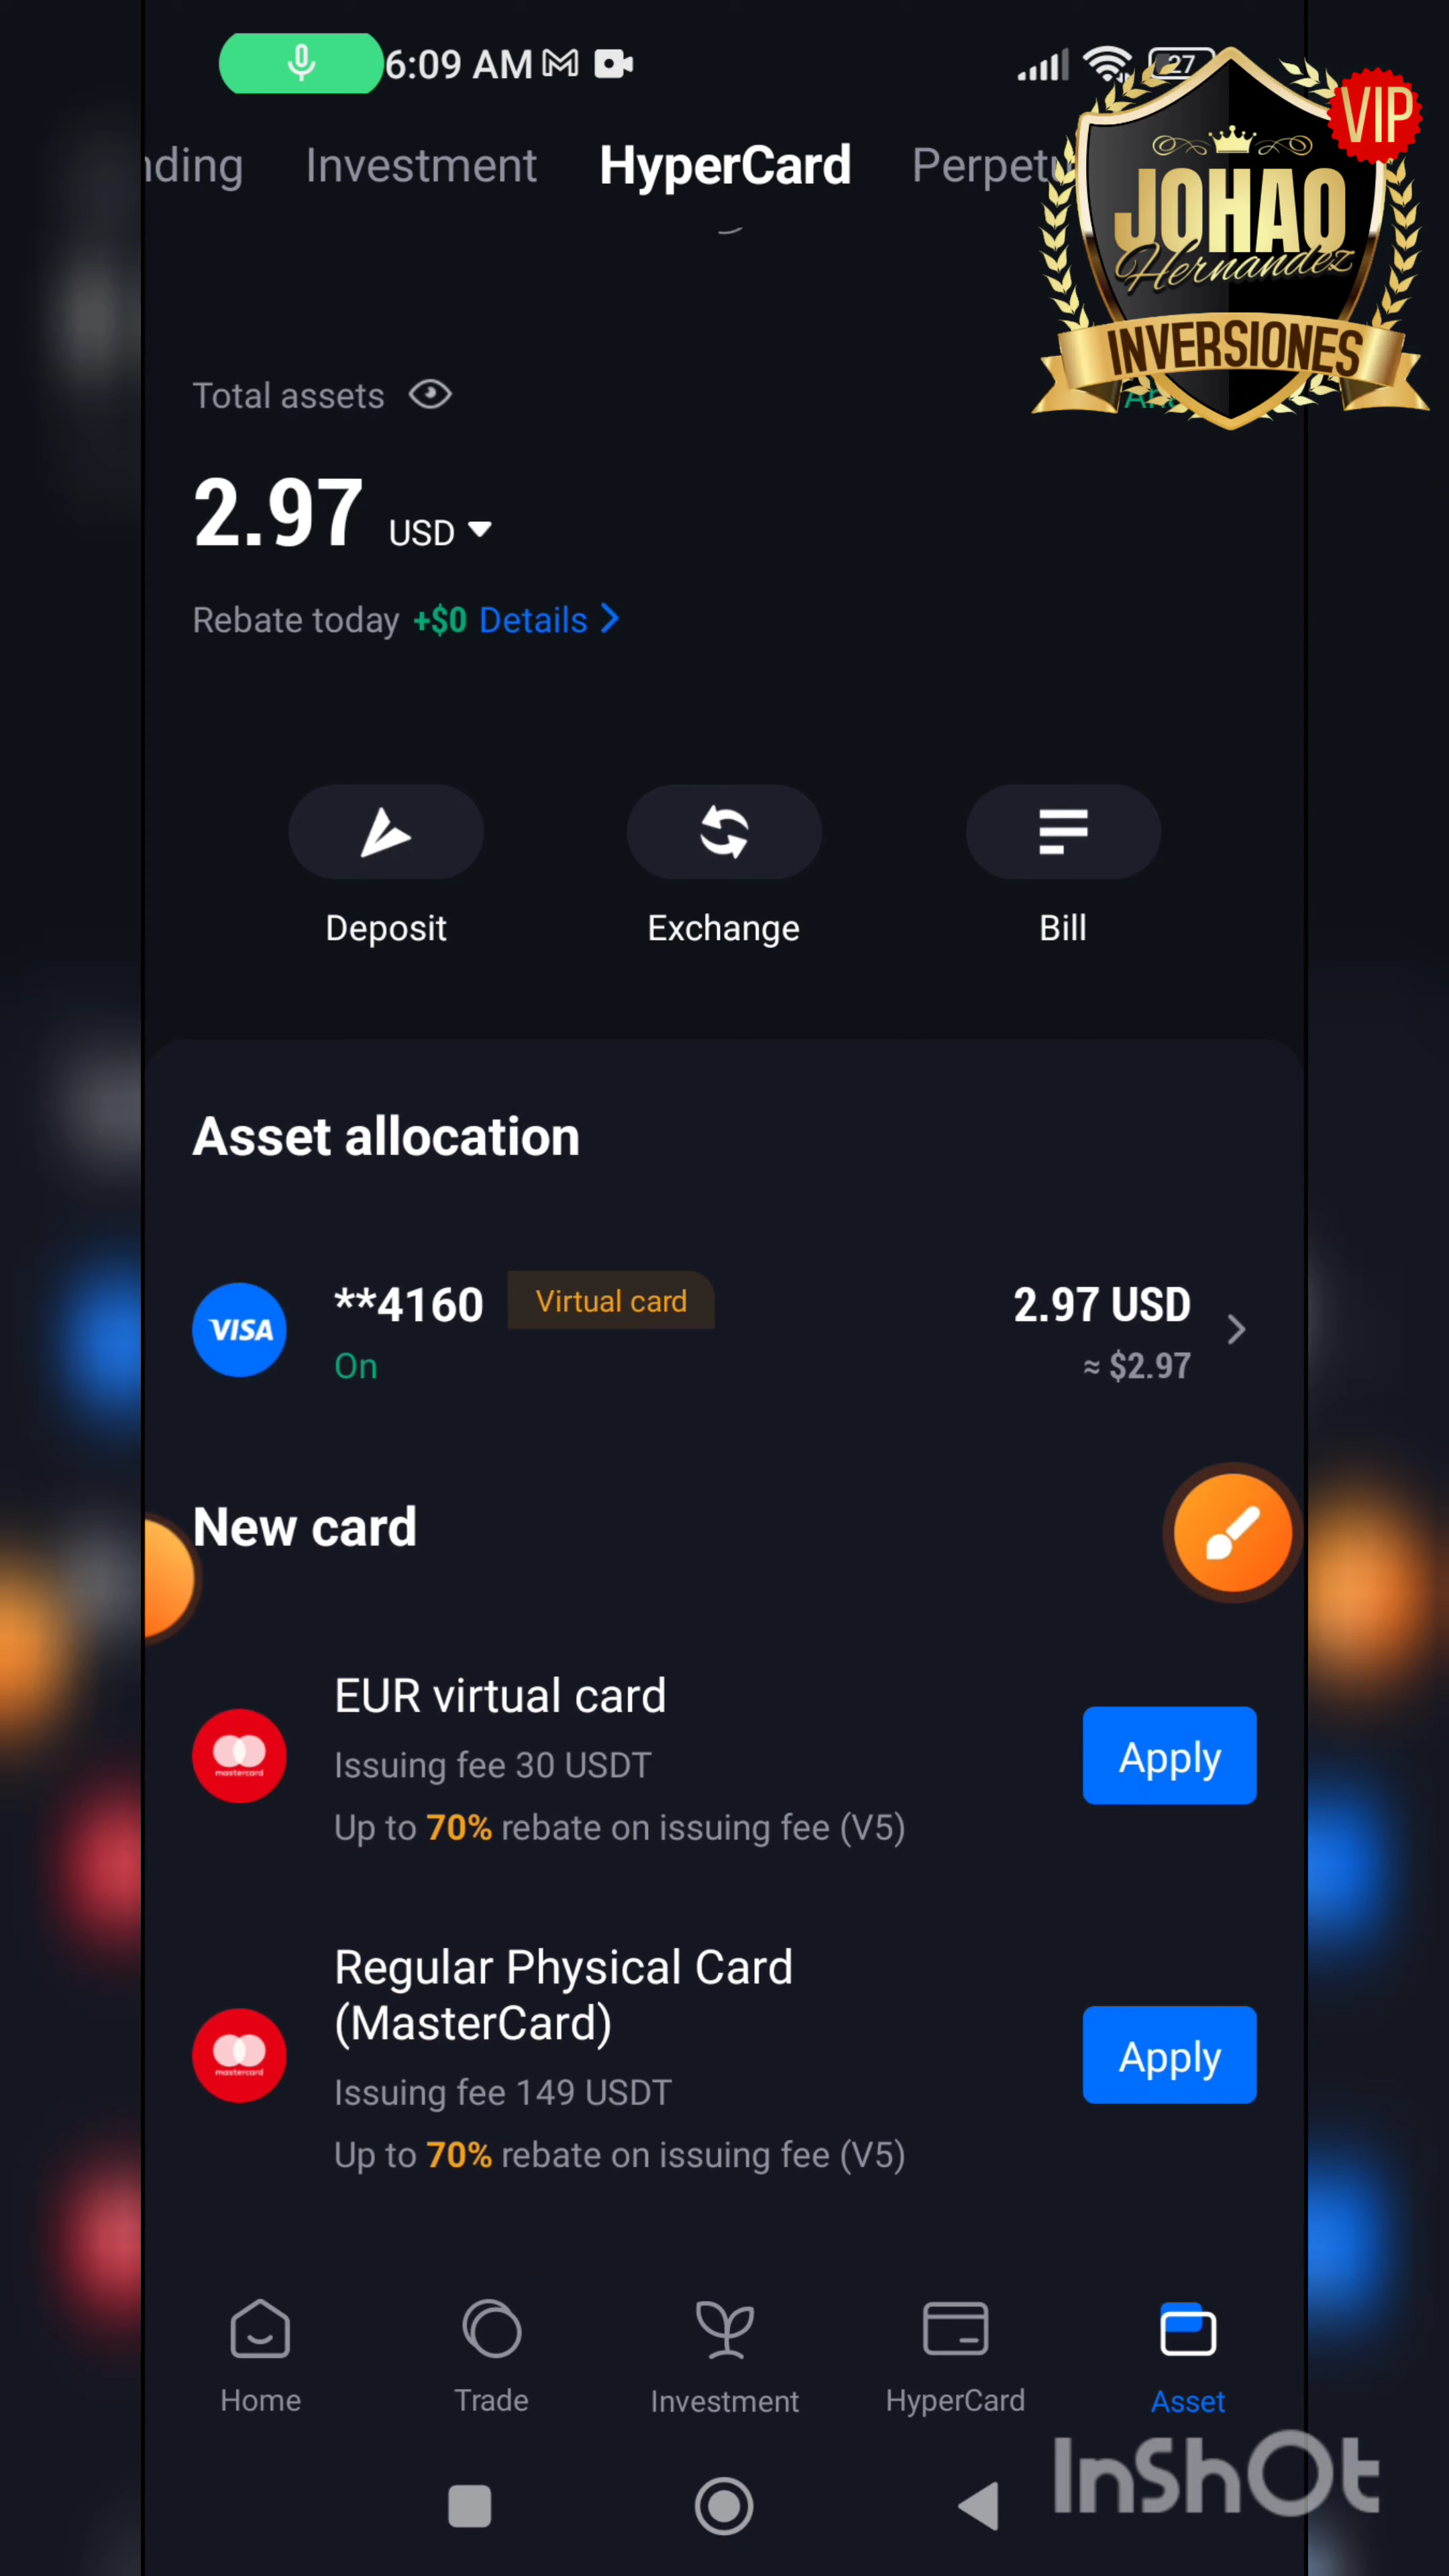 6:09 AM
27
VIP
Investment
HyperCard
JOHAO
Hernandez
INVERSIONES
Total assets
2.97 USD
Rebate today +$0 Details
Deposit
Exchange
Bill
Asset allocation
VISA
**4160
Virtual card
2.97 USD
On
≈ $2.97
New card
EUR virtual card
mastercard
Issuing fee 30 USDT
Up to 70% rebate on issuing fee (V5)
Apply
Regular Physical Card
(MasterCard)
mastercard
Issuing fee 149 USDT
Up to 70% rebate on issuing fee (V5)
Apply
Home
Trade
Investment
HyperCard
Asset
InShOt